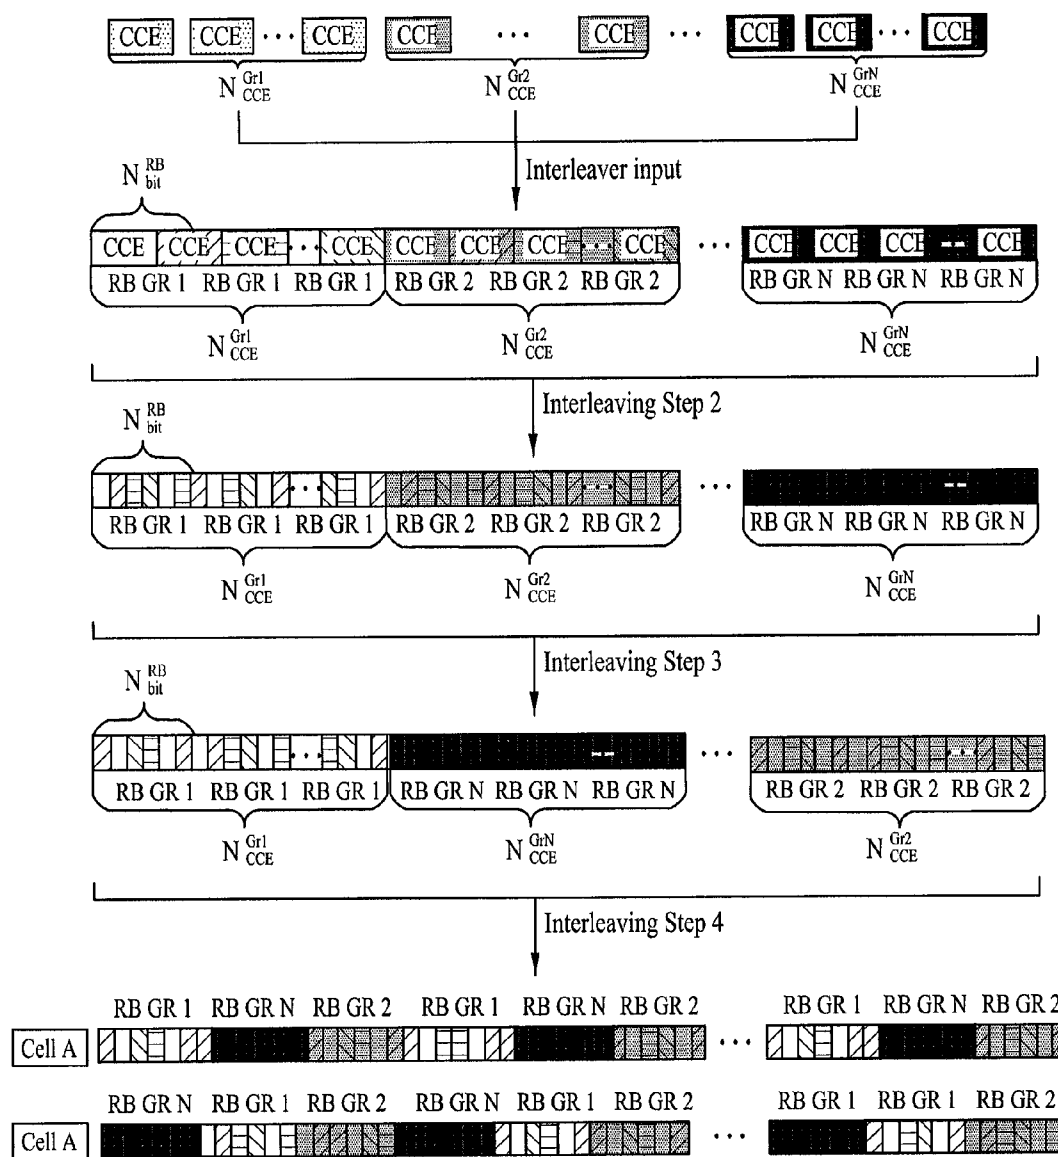 CCE CCE ··· CCE CCE ··· CCE ··· CCE CCE ··· CCE
N Gr1 CCE N Gr2 CCE N GrN CCE
Interleaver input
N RB bit
CCE CCE CCE ··· CCE CCE CCE CCE ··· CCE ··· CCE CCE CCE -- CCE
RB GR 1 RB GR 1 RB GR 1 RB GR 2 RB GR 2 RB GR 2 RB GR N RB GR N RB GR N
N Gr1 CCE N Gr2 CCE N GrN CCE
Interleaving Step 2
N RB bit
··· ··· ··· --
RB GR 1 RB GR 1 RB GR 1 RB GR 2 RB GR 2 RB GR 2 RB GR N RB GR N RB GR N
N Gr1 CCE N Gr2 CCE N GrN CCE
Interleaving Step 3
N RB bit
··· -- ··· ···
RB GR 1 RB GR 1 RB GR 1 RB GR N RB GR N RB GR N RB GR 2 RB GR 2 RB GR 2
N Gr1 CCE N GrN CCE N Gr2 CCE
Interleaving Step 4
RB GR 1 RB GR N RB GR 2 RB GR 1 RB GR N RB GR 2 RB GR 1 RB GR N RB GR 2
Cell A ···
RB GR N RB GR 1 RB GR 2 RB GR N RB GR 1 RB GR 2 RB GR 1 RB GR N RB GR 2
Cell A ···